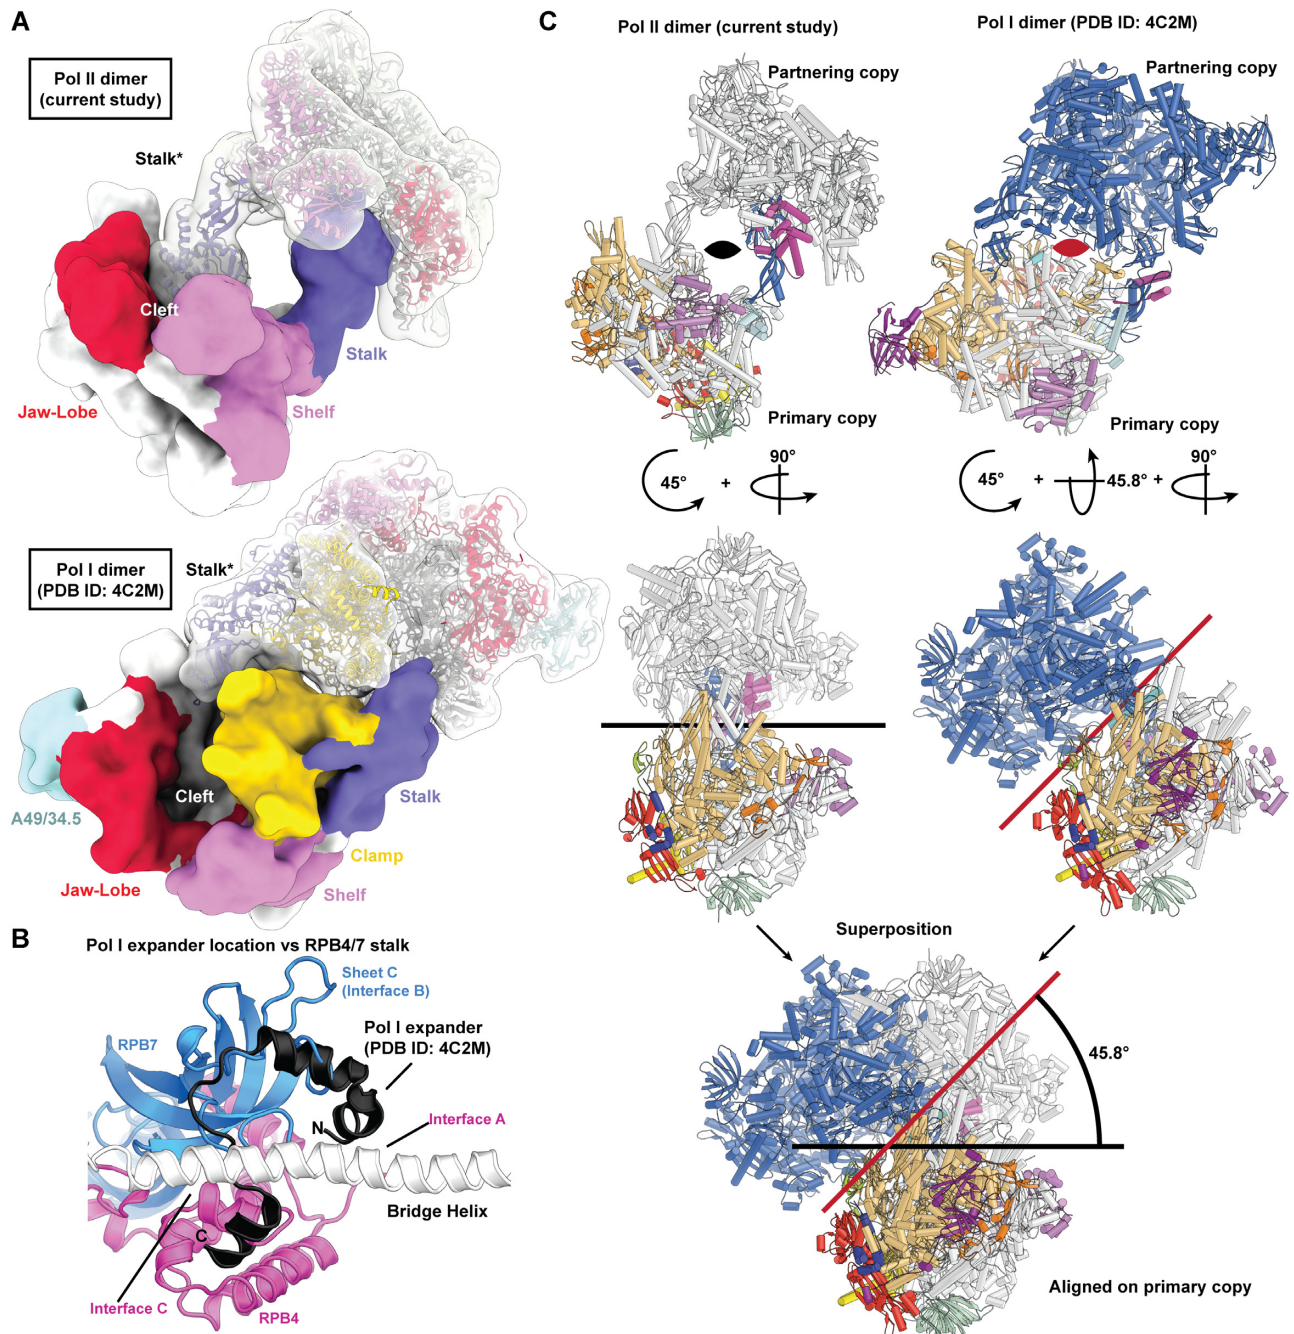 A
Pol II dimer
(current study)
Stalk*
Cleft
Stalk
Jaw-Lobe
Shelf
Pol I dimer
(PDB ID: 4C2M)
Stalk*
Cleft
Stalk
A49/34.5
Clamp
Jaw-Lobe
Shelf
B
Pol I expander location vs RPB4/7 stalk
Sheet C
(Interface B)
Pol I expander
(PDB ID: 4C2M)
RPB7
N
Interface A
Bridge Helix
C
Interface C
RPB4
C
Pol II dimer (current study)
Pol I dimer (PDB ID: 4C2M)
Partnering copy
Partnering copy
Primary copy
Primary copy
45°
+
90°
45°
+
45.8°
+
90°
Superposition
45.8°
Aligned on primary copy